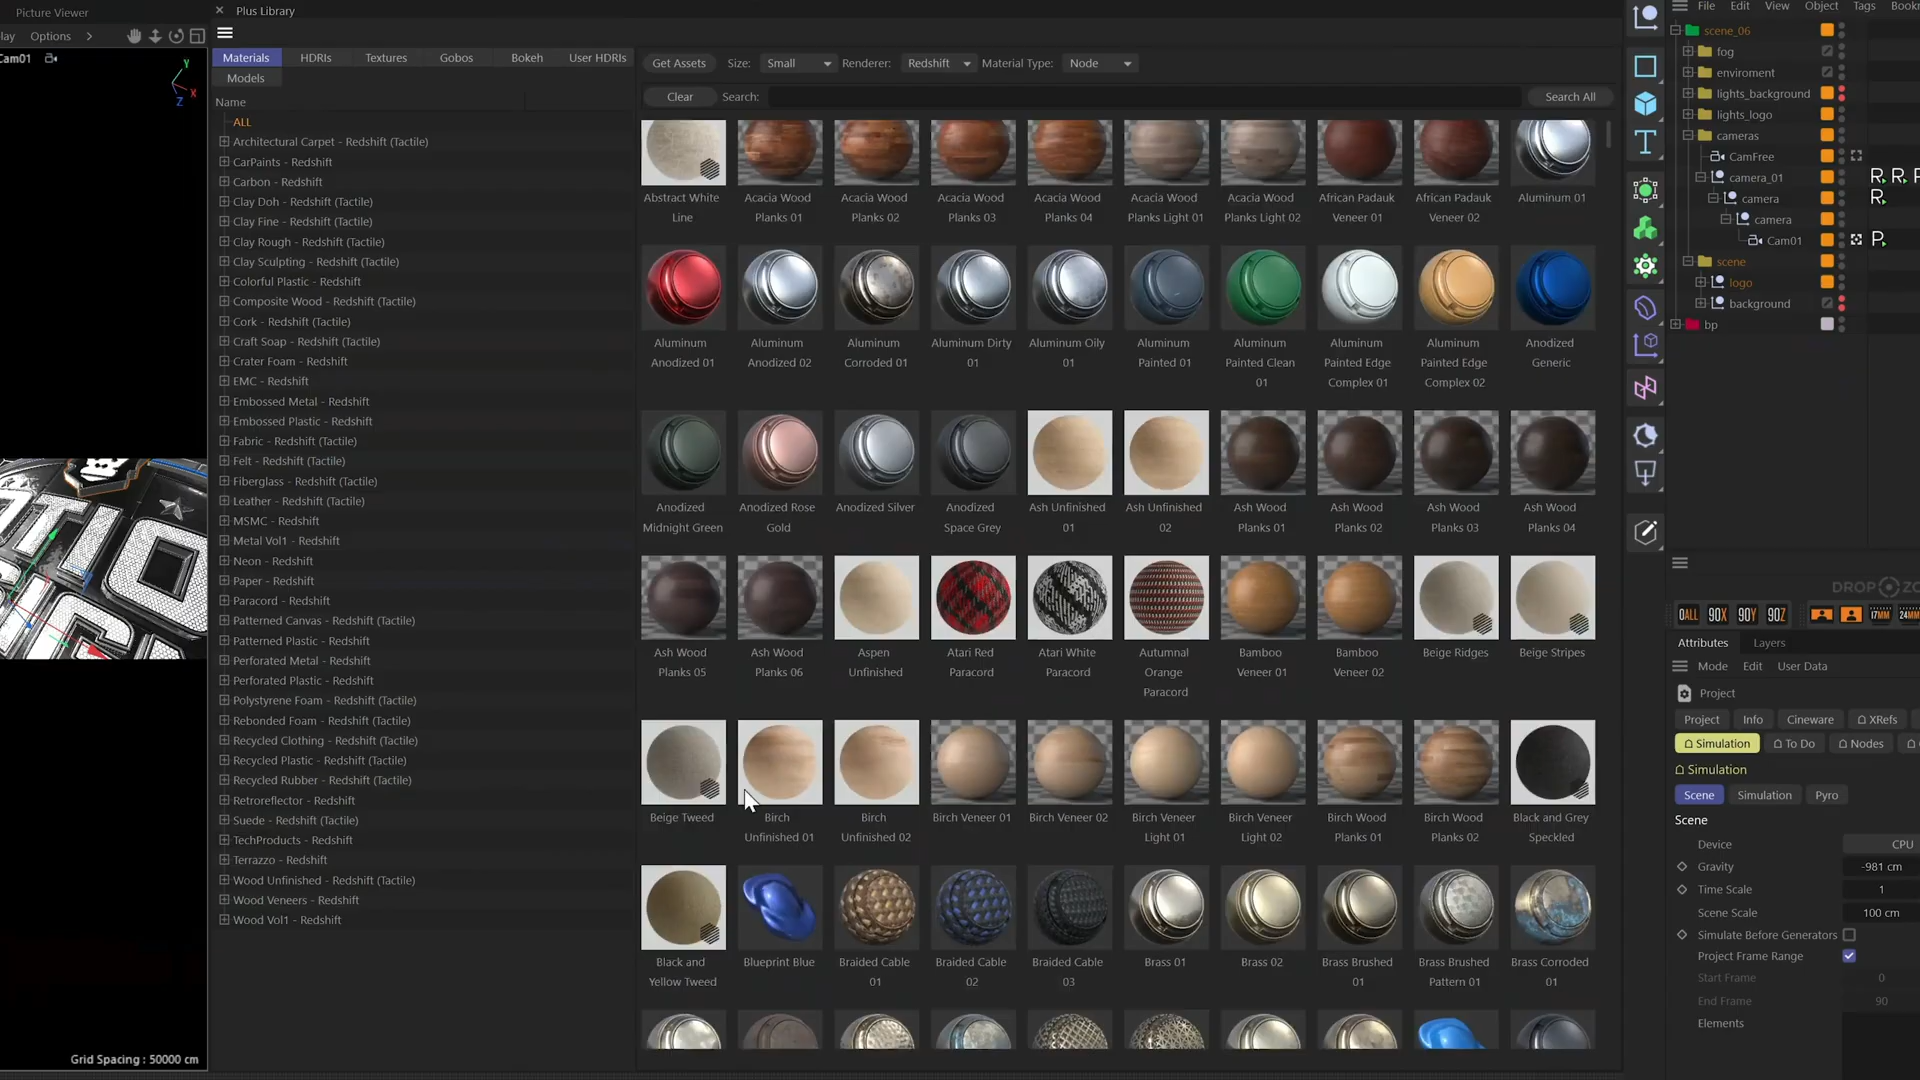 Picture Viewer
Plus Library
Options
Cam01
Y
X
Z
Grid Spacing : 50000 cm
Materials
HDRIs
Textures
Gobos
Bokeh
User HDRIs
Models
Name
ALL
Architectural Carpet - Redshift (Tactile)
CarPaints - Redshift
Carbon - Redshift
Clay Doh - Redshift (Tactile)
Clay Fine - Redshift (Tactile)
Clay Rough - Redshift (Tactile)
Clay Sculpting - Redshift (Tactile)
Colorful Plastic - Redshift
Composite Wood - Redshift (Tactile)
Cork - Redshift (Tactile)
Craft Soap - Redshift (Tactile)
Crater Foam - Redshift
EMC - Redshift
Embossed Metal - Redshift
Embossed Plastic - Redshift
Fabric - Redshift (Tactile)
Felt - Redshift (Tactile)
Fiberglass - Redshift (Tactile)
Leather - Redshift (Tactile)
MSMC - Redshift
Metal Vol1 - Redshift
Neon - Redshift
Paper - Redshift
Paracord - Redshift
Patterned Canvas - Redshift (Tactile)
Patterned Plastic - Redshift
Perforated Metal - Redshift
Perforated Plastic - Redshift
Polystyrene Foam - Redshift (Tactile)
Rebonded Foam - Redshift (Tactile)
Recycled Clothing - Redshift (Tactile)
Recycled Plastic - Redshift (Tactile)
Recycled Rubber - Redshift (Tactile)
Retroreflector - Redshift
Suede - Redshift (Tactile)
TechProducts - Redshift
Terrazzo - Redshift
Wood Unfinished - Redshift (Tactile)
Wood Veneers - Redshift
Wood Vol1 - Redshift
Get Assets Size: Small Renderer: Redshift Material Type: Node
Clear Search: Search All
Abstract White Line
Acacia Wood Planks 01
Acacia Wood Planks 02
Acacia Wood Planks 03
Acacia Wood Planks 04
Acacia Wood Planks Light 01
Acacia Wood Planks Light 02
African Padauk Veneer 01
African Padauk Veneer 02
Aluminum 01
Aluminum Anodized 01
Aluminum Anodized 02
Aluminum Corroded 01
Aluminum Dirty 01
Aluminum Oily 01
Aluminum Painted 01
Aluminum Painted Clean 01
Aluminum Painted Edge Complex 01
Aluminum Painted Edge Complex 02
Anodized Generic
Anodized Midnight Green
Anodized Rose Gold
Anodized Silver
Anodized Space Grey
Ash Unfinished 01
Ash Unfinished 02
Ash Wood Planks 01
Ash Wood Planks 02
Ash Wood Planks 03
Ash Wood Planks 04
Ash Wood Planks 05
Ash Wood Planks 06
Aspen Unfinished
Atari Red Paracord
Atari White Paracord
Autumnal Orange Paracord
Bamboo Veneer 01
Bamboo Veneer 02
Beige Ridges
Beige Stripes
Beige Tweed
Birch Unfinished 01
Birch Unfinished 02
Birch Veneer 01
Birch Veneer 02
Birch Veneer Light 01
Birch Veneer Light 02
Birch Wood Planks 01
Birch Wood Planks 02
Black and Grey Speckled
Black and Yellow Tweed
Blueprint Blue
Braided Cable 01
Braided Cable 02
Braided Cable 03
Brass 01
Brass 02
Brass Brushed 01
Brass Brushed Pattern 01
Brass Corroded 01
File Edit View Object Tags
scene_06
fog
enviroment
lights_background
lights_logo
cameras
CamFree
camera_01
camera
camera
Cam01
scene
logo
background
bp
0ALL 90X 90Y 90Z 17MM 24MM
Attributes Layers
Mode Edit User Data
Project
Project Info Cineware XRefs
Simulation To Do Nodes
Simulation
Scene Simulation Pyro
Scene
Device CPU
Gravity -981 cm
Time Scale 1
Scene Scale 100 cm
Simulate Before Generators
Project Frame Range
Start Frame 0
End Frame 90
Elements